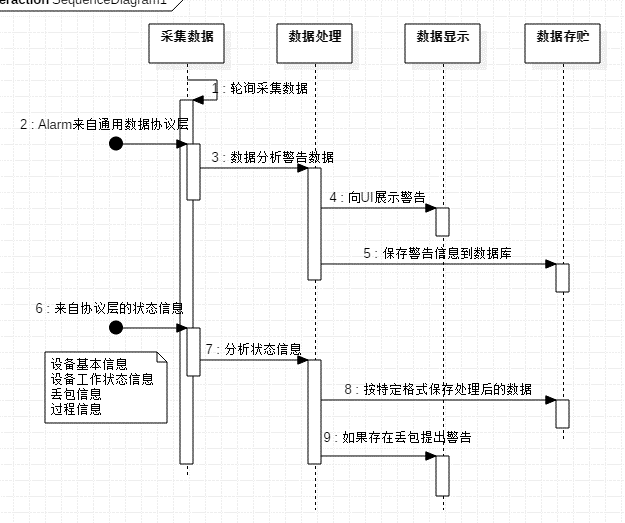 eraction SequenceDiagram1
采集数据
数据处理
数据显示
数据存贮
1 : 轮询采集数据
2 : Alarm来自通用数据协议层
3 : 数据分析警告数据
4 : 向UI展示警告
5 : 保存警告信息到数据库
6 : 来自协议层的状态信息
7 : 分析状态信息
设备基本信息
设备工作状态信息
丢包信息
过程信息
8 : 按特定格式保存处理后的数据
9 : 如果存在丢包提出警告